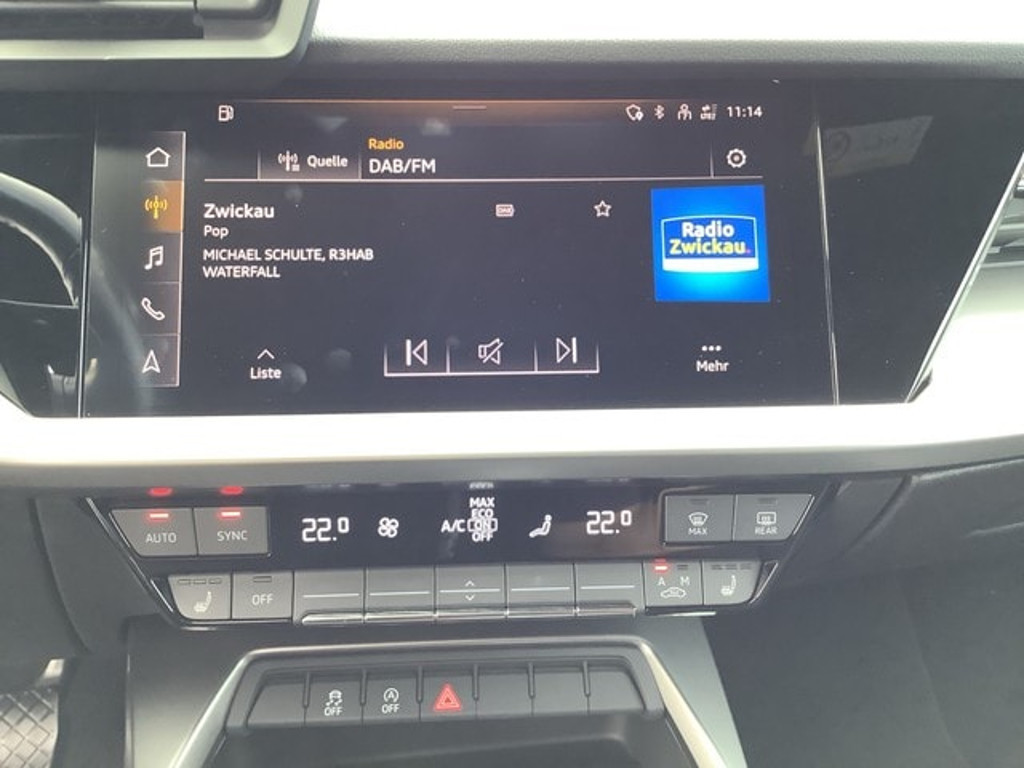 11:14
Quelle
Radio
DAB/FM
Zwickau
Pop
MICHAEL SCHULTE, R3HAB
WATERFALL
Radio
Zwickau
Liste
Mehr
AUTO
SYNC
22.0
A/C
MAX
ECO
ON
OFF
22.0
MAX
REAR
OFF
A M
OFF
A
OFF